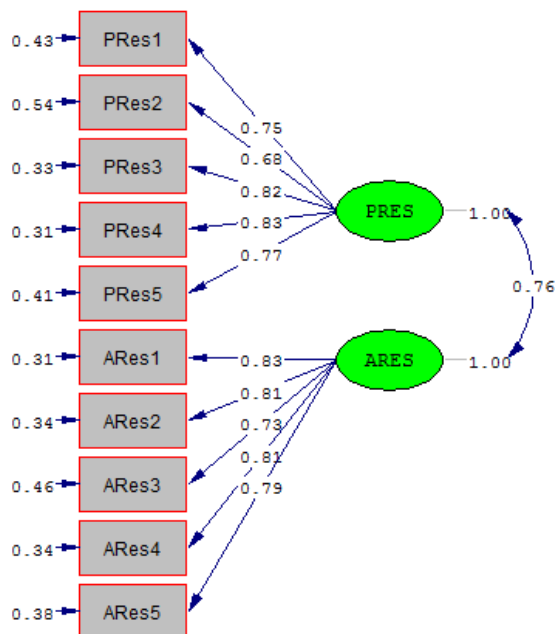 0.43 PRes1
0.54 PRes2
0.33 PRes3
0.31 PRes4
0.41 PRes5
0.31 ARes1
0.34 ARes2
0.46 ARes3
0.34 ARes4
0.38 ARes5
0.75
0.68
0.82
0.83
0.77
PRES 1.00
0.76
ARES 1.00
0.83
0.81
0.73
0.81
0.79